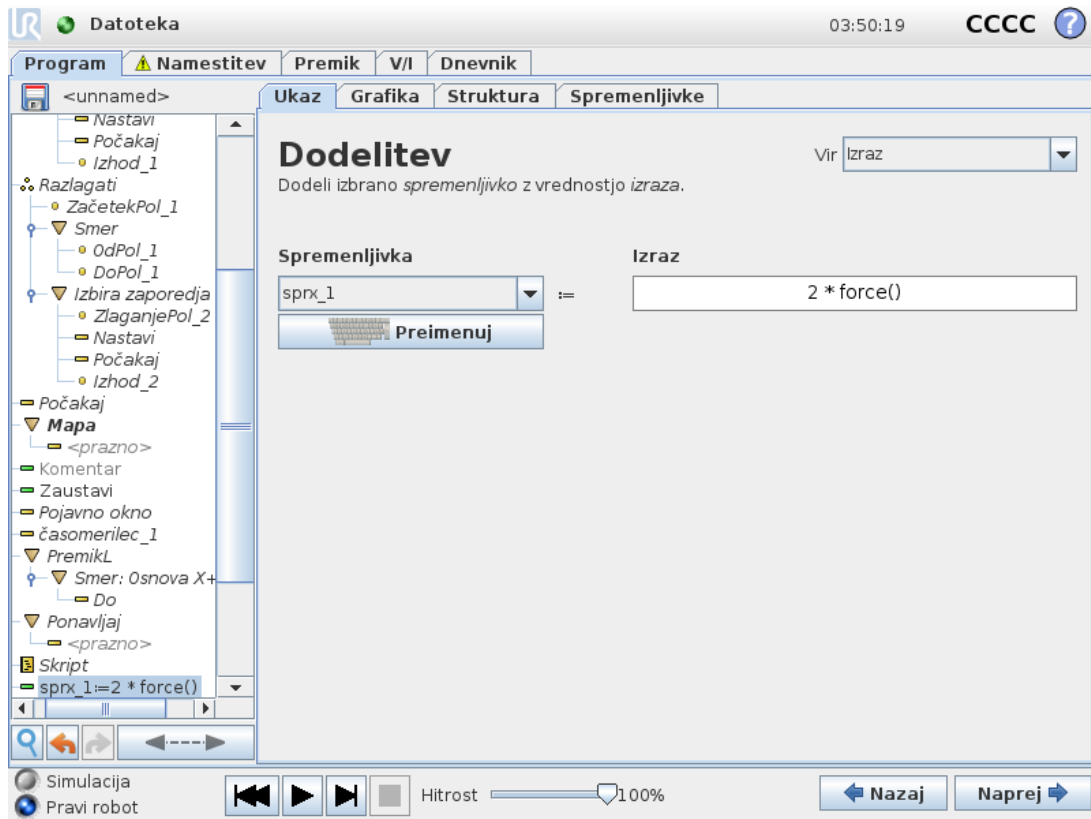 UR Datoteka 03:50:19 CCCC ?
Program Namestitev Premik V/I Dnevnik
<unnamed>
Ukaz Grafika Struktura Spremenljivke
Nastavi
Počakaj
Izhod_1
Razlagati
ZačetekPol_1
Smer
OdPol_1
DoPol_1
Izbira zaporedja
ZlaganjePol_2
Nastavi
Počakaj
Izhod_2
Počakaj
Mapa
<prazno>
Komentar
Zaustavi
Pojavno okno
časomerilec_1
PremikL
Smer: Osnova X+
Do
Ponavljaj
<prazno>
Skript
sprx_1:=2 * force()
Dodelitev
Vir Izraz
Dodeli izbrano spremenljivko z vrednostjo izraza.
Spremenljivka Izraz
sprx_1 := 2 * force()
Preimenuj
Simulacija
Pravi robot
Hitrost 100%
Nazaj Naprej